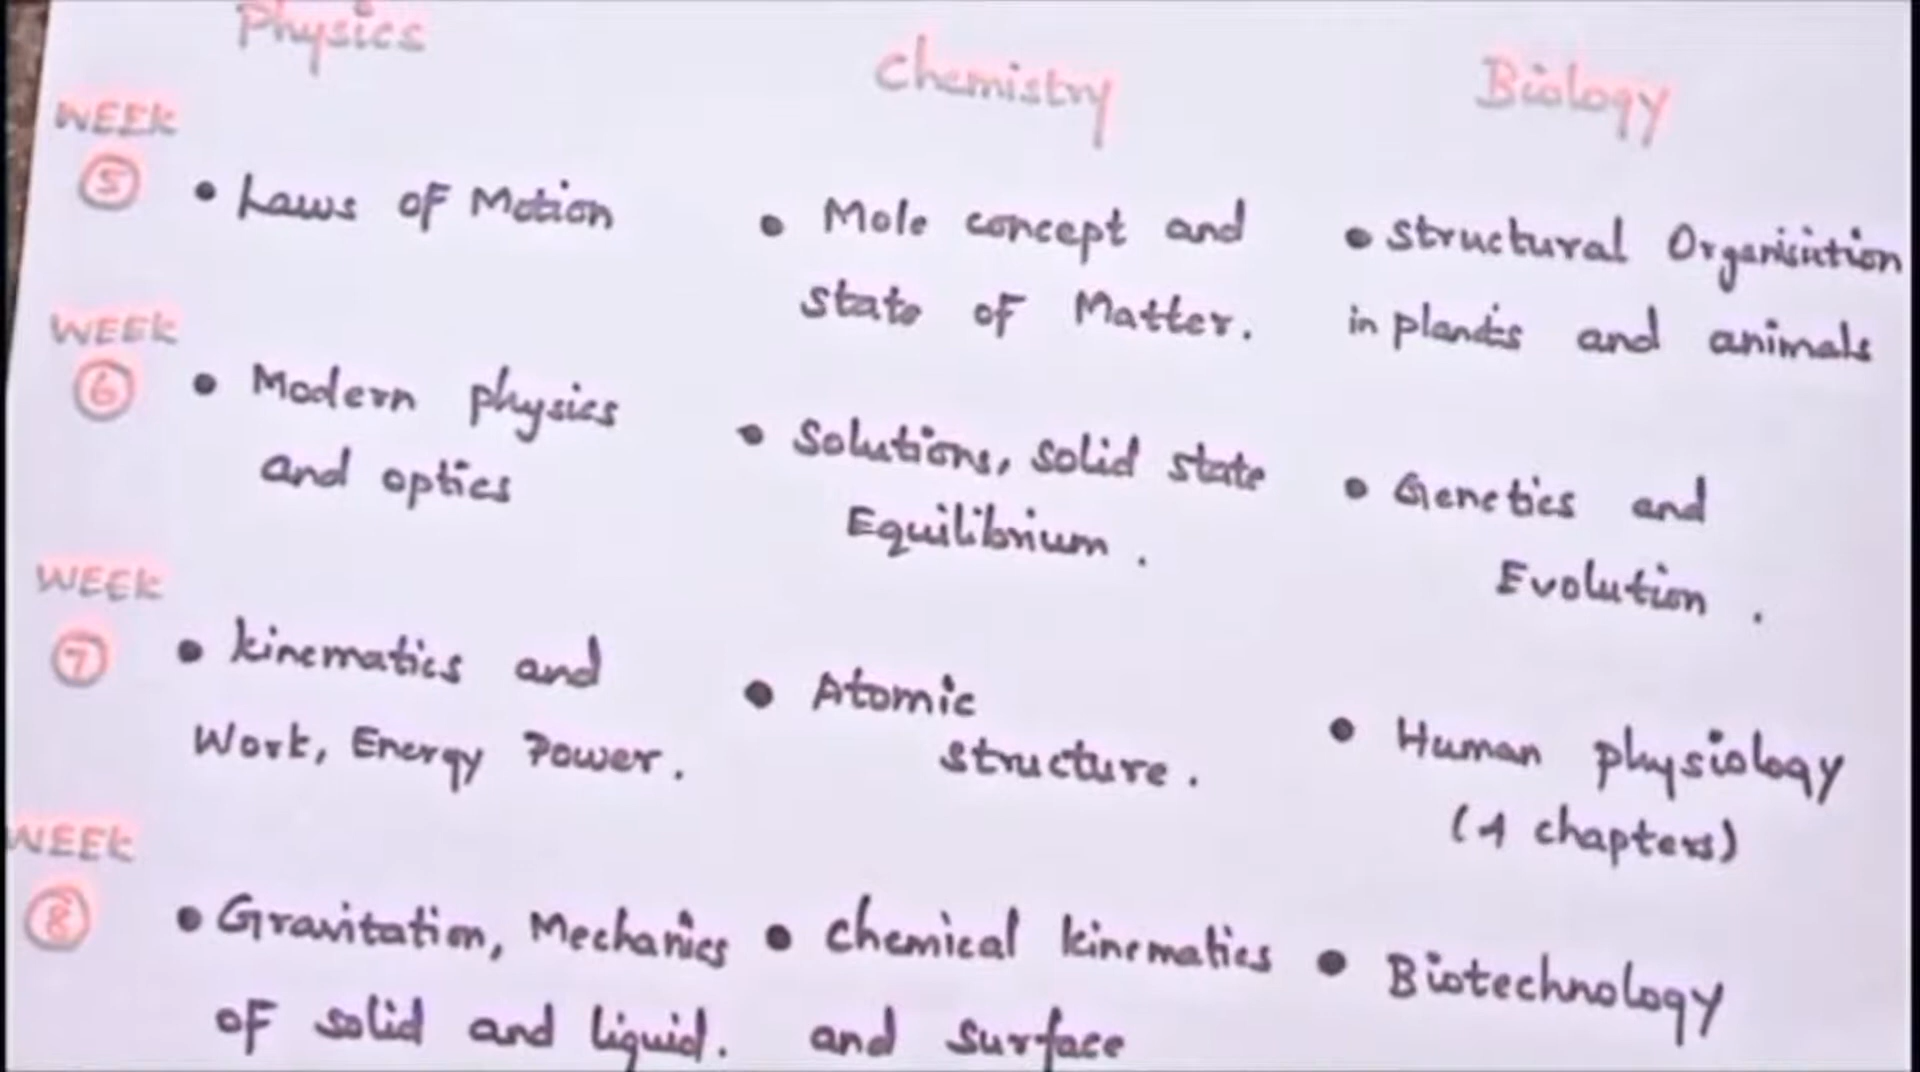 Physics
Chemistry
Biology
WEEK
5
• Laws of Motion
• Mole concept and
State of Matter.
• Structural Organisation
in plants and animals
WEEK
6
• Modern physics
and optics
• Solutions, Solid state
Equilibrium.
• Genetics and
Evolution.
WEEK
7
• Kinematics and
Work, Energy Power.
• Atomic
structure.
• Human physiology
(4 chapters)
WEEK
8
• Gravitation, Mechanics
of solid and liquid.
• Chemical kinematics
and surface
• Biotechnology